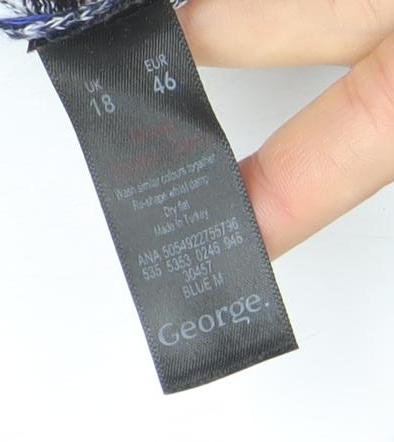 UK EUR
18 46
Wash similar colours together
Re-shape whilst damp
Dry flat
Made in Turkey
ANA 5054922755796
535 5353 0246 946
30457
BLUE M
George.